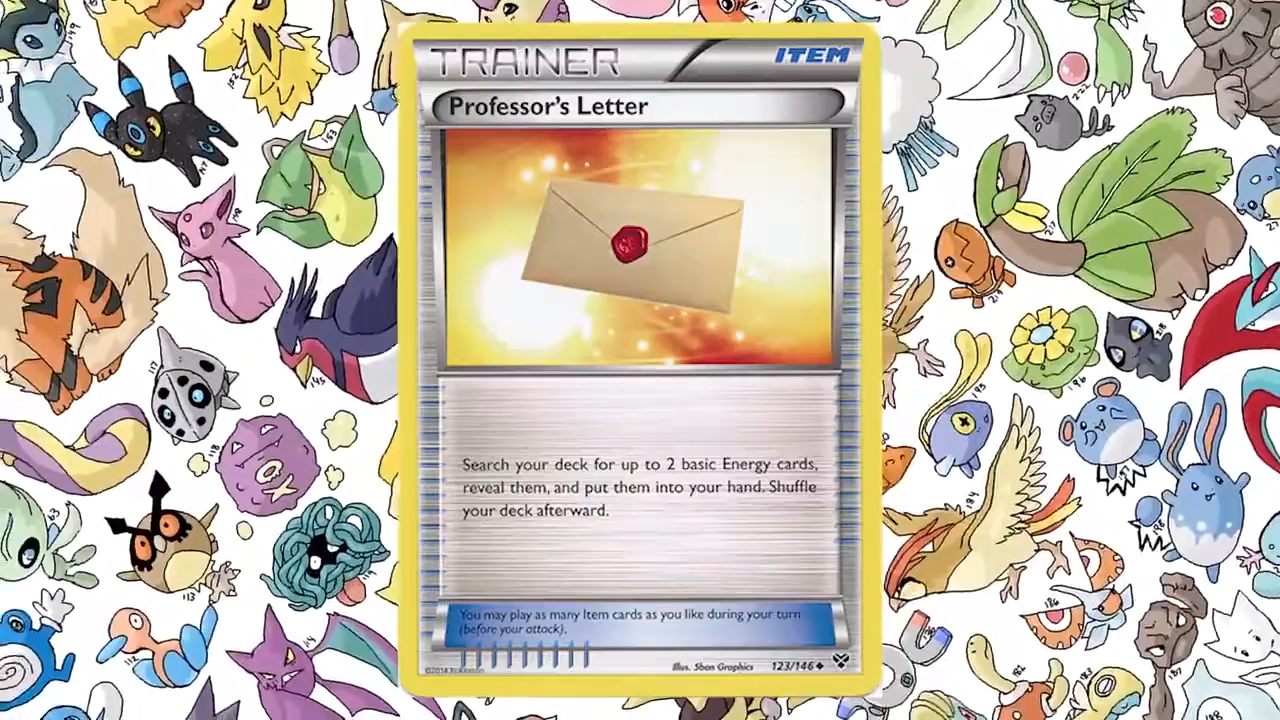 TRAINER
ITEM
Professor's Letter
Search your deck for up to 2 basic Energy cards,
reveal them, and put them into your hand. Shuffle
your deck afterward.
You may play as many Item cards as you like during your turn
(before your attack).
Illus. 5ban Graphics
123/146